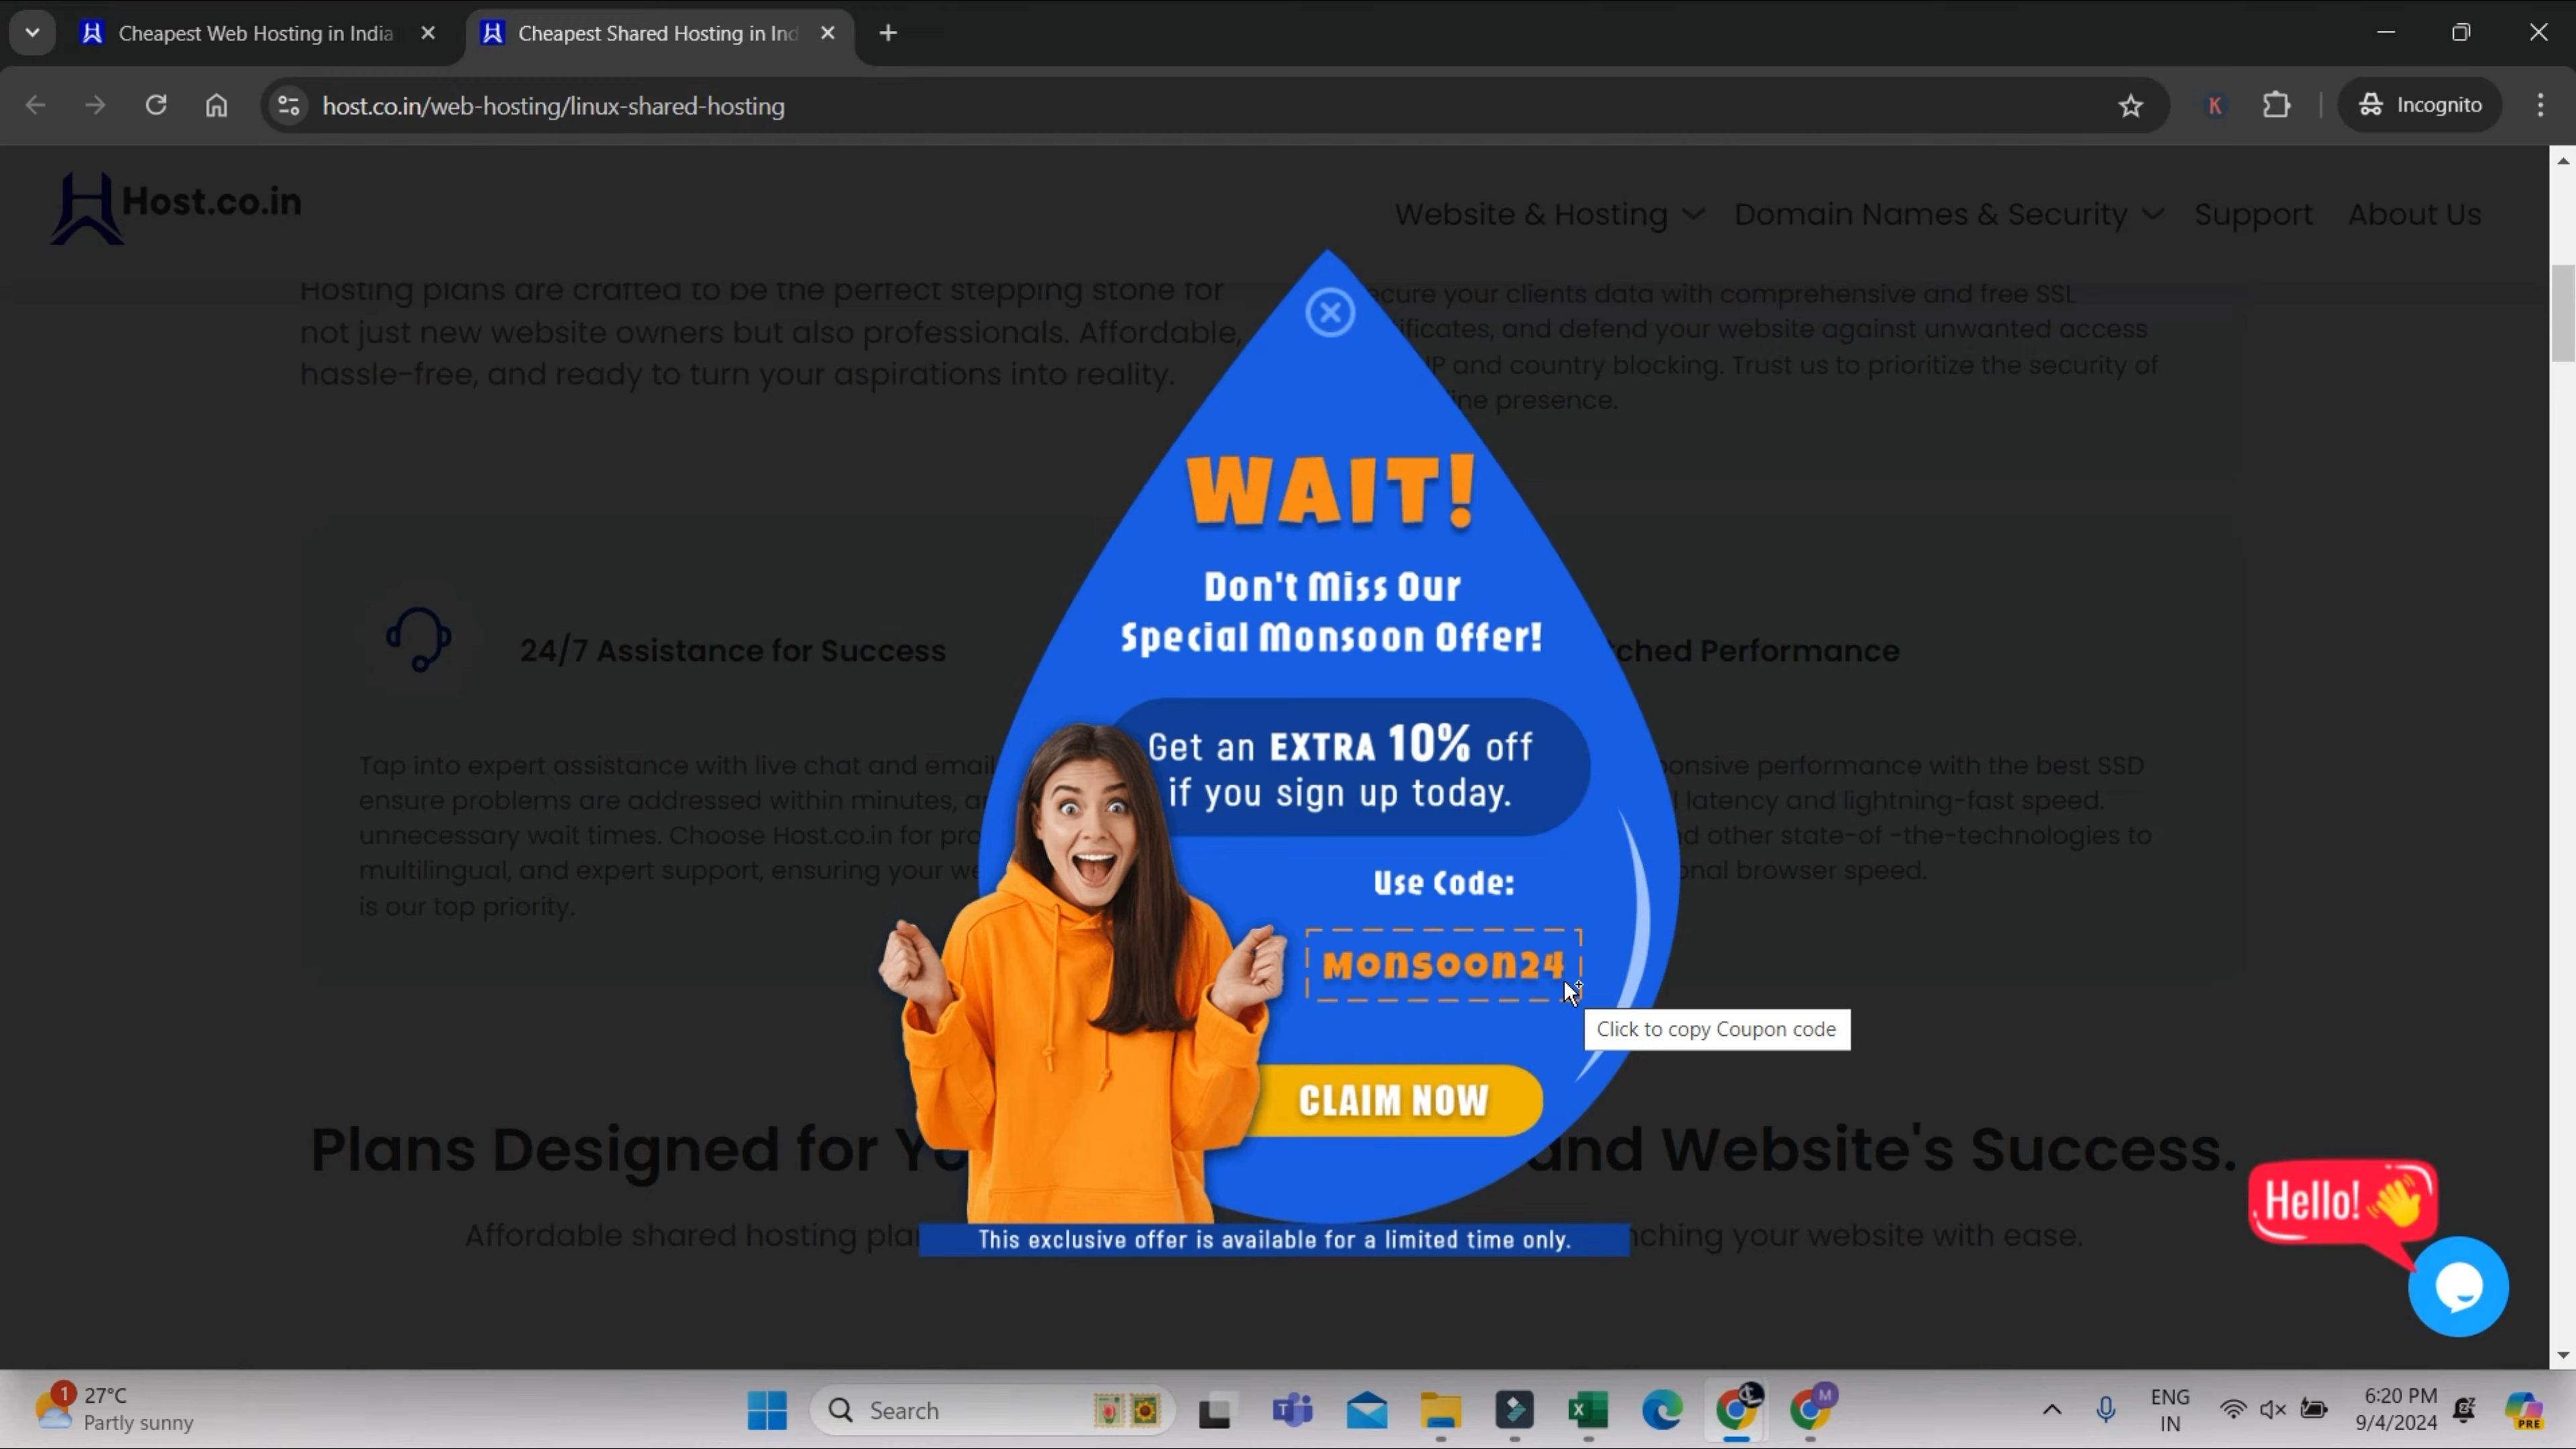 Cheapest Web Hosting in India
Cheapest Shared Hosting in Ind
host.co.in/web-hosting/linux-shared-hosting
K
Incognito
Host.co.in
Website & Hosting
Domain Names & Security
Support
About Us
Hosting plans are crafted to be the perfect stepping stone for
not just new website owners but also professionals. Affordable,
hassle-free, and ready to turn your aspirations into reality.
ecure your clients data with comprehensive and free SSL
ificates, and defend your website against unwanted access
IP and country blocking. Trust us to prioritize the security of
ine presence.
WAIT!
Don't Miss Our
Special Monsoon Offer!
Get an EXTRA 10% off
if you sign up today.
Use Code:
Monsoon24
Click to copy Coupon code
CLAIM NOW
This exclusive offer is available for a limited time only.
24/7 Assistance for Success
Tap into expert assistance with live chat and email
ensure problems are addressed within minutes, a
unnecessary wait times. Choose Host.co.in for pro
multilingual, and expert support, ensuring your we
is our top priority.
ched Performance
onsive performance with the best SSD
l latency and lightning-fast speed.
d other state-of -the-technologies to
onal browser speed.
Plans Designed for Yo
and Website's Success.
Affordable shared hosting pla
nching your website with ease.
Hello!
1
27°C
Partly sunny
Search
T
X
M
ENG
IN
6:20 PM
9/4/2024
PRE